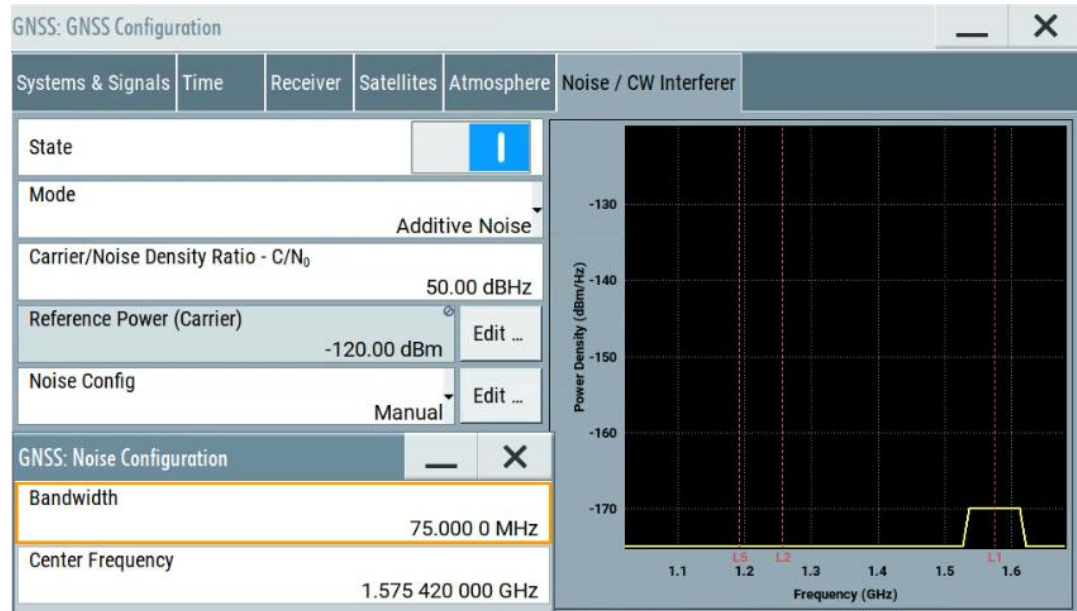 GNSS: GNSS Configuration
Systems & Signals Time Receiver Satellites Atmosphere Noise / CW Interferer
State
Mode
Additive Noise
Carrier/Noise Density Ratio - C/N₀
50.00 dBHz
Reference Power (Carrier)
-120.00 dBm
Edit ...
Noise Config
Manual
Edit ...
GNSS: Noise Configuration
Bandwidth
75.000 0 MHz
Center Frequency
1.575 420 000 GHz
Power Density (dBm/Hz)
-130
-140
-150
-160
-170
L5 L2 L1
1.1 1.2 1.3 1.4 1.5 1.6
Frequency (GHz)